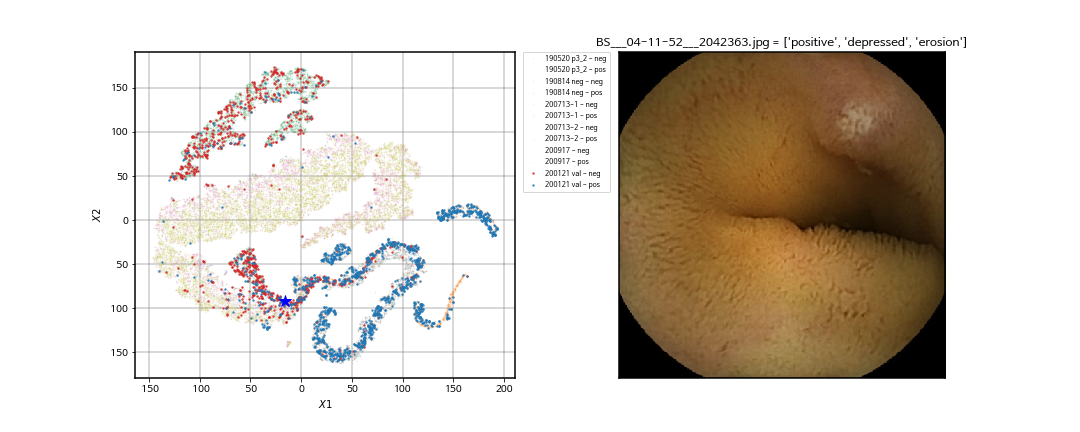 BS___04-11-52___2042363.jpg = ['positive', 'depressed', 'erosion']
190520 p3_2 − neg
190520 p3_2 − pos
190814 neg − neg
190814 neg − pos
200713−1 − neg
200713−1 − pos
200713−2 − neg
200713−2 − pos
200917 − neg
200917 − pos
200121 val − neg
200121 val − pos
X2
150
100
50
0
50
100
150
150
100
50
0
50
100
150
200
X1